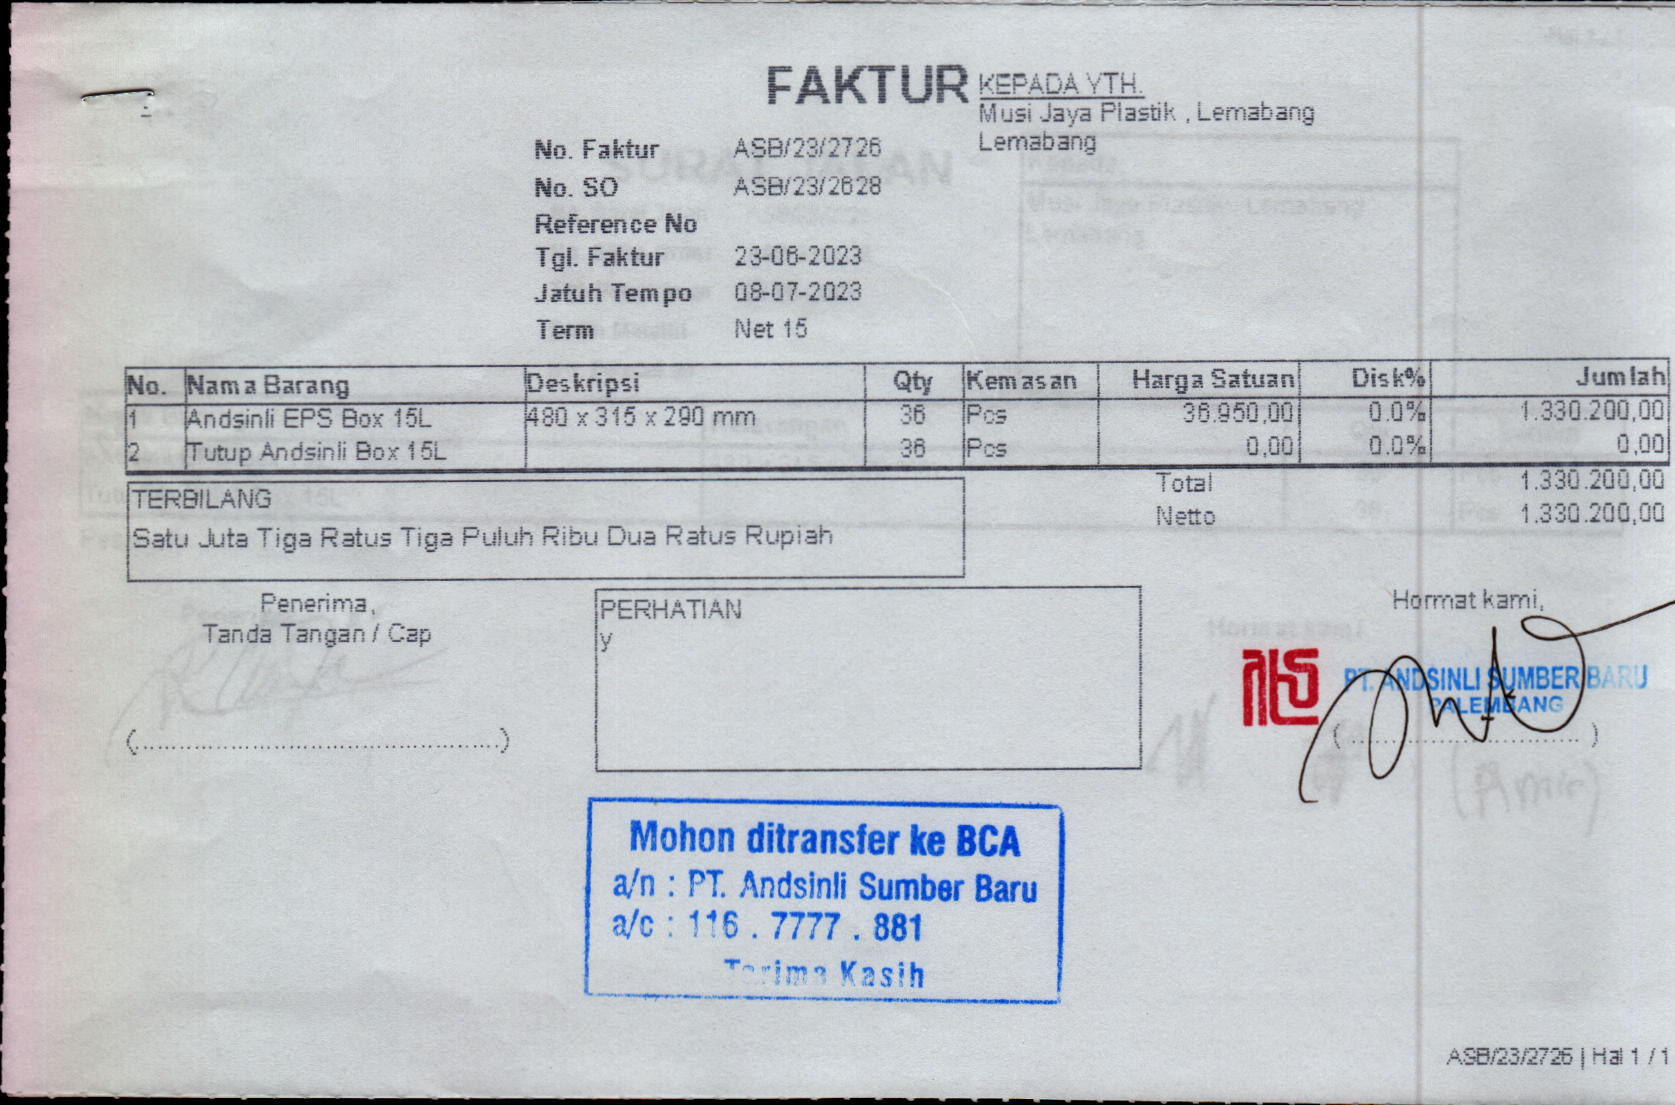 FAKTUR
KEPADA YTH.
Musi Jaya Plastik , Lemabang
Lemabang
No. Faktur ASB/23/2726
No. SO ASB/23/2628
Reference No
Tgl. Faktur 23-06-2023
Jatuh Tempo 08-07-2023
Term Net 15
No. Nama Barang Deskripsi Qty Kemasan Harga Satuan Disk% Jumlah
1 Andsinli EPS Box 15L 480 x 315 x 290 mm 36 Pcs 36.950,00 0.0% 1.330.200,00
2 Tutup Andsinli Box 15L 36 Pcs 0,00 0.0% 0,00
Total 1.330.200,00
Netto 1.330.200,00
TERBILANG
Satu Juta Tiga Ratus Tiga Puluh Ribu Dua Ratus Rupiah
Penerima,
Tanda Tangan / Cap
(................................................)
PERHATIAN
y
Hormat kami,
PT. ANDSINLI SUMBER BARU
PALEMBANG
(................................)
(Amir)
Mohon ditransfer ke BCA
a/n : PT. Andsinli Sumber Baru
a/c : 116 . 7777 . 881
Terima Kasih
ASB/23/2726 | Hal 1 / 1